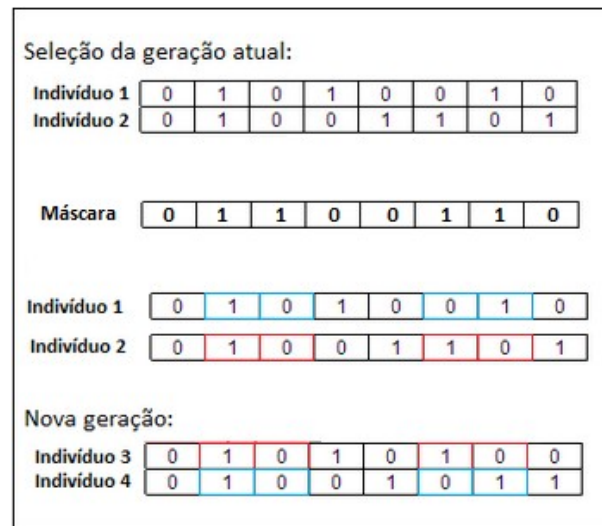 Seleção da geração atual:
Indivíduo 1 0 1 0 1 0 0 1 0
Indivíduo 2 0 1 0 0 1 1 0 1
Máscara 0 1 1 0 0 1 1 0
Indivíduo 1 0 1 0 1 0 0 1 0
Indivíduo 2 0 1 0 0 1 1 0 1
Nova geração:
Indivíduo 3 0 1 0 1 0 1 0 0
Indivíduo 4 0 1 0 0 1 0 1 1